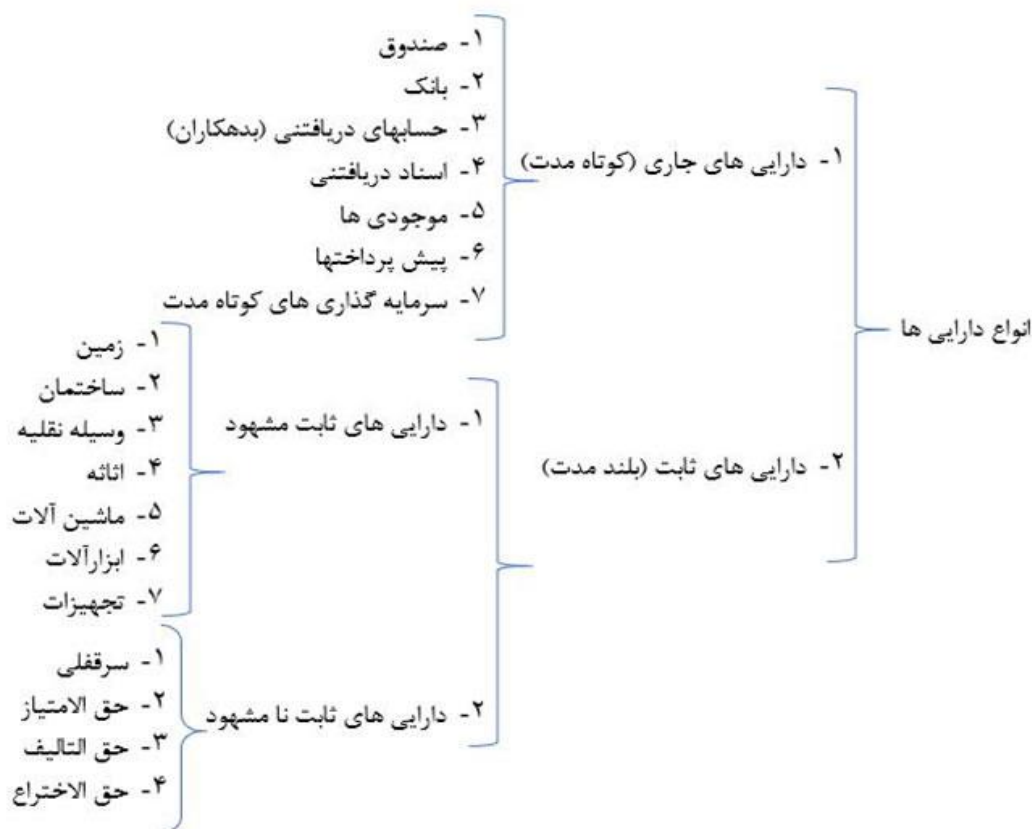 انواع دارایی ها
۱- دارایی های جاری (کوتاه مدت)
۱- صندوق
۲- بانک
۳- حسابهای دریافتنی (بدهکاران)
۴- اسناد دریافتنی
۵- موجودی ها
۶- پیش پرداختها
۷- سرمایه گذاری های کوتاه مدت
۲- دارایی های ثابت (بلند مدت)
۱- دارایی های ثابت مشهود
۱- زمین
۲- ساختمان
۳- وسیله نقلیه
۴- اثاثه
۵- ماشین آلات
۶- ابزارآلات
۷- تجهیزات
۲- دارایی های ثابت نا مشهود
۱- سرقفلی
۲- حق الامتیاز
۳- حق التالیف
۴- حق الاختراع